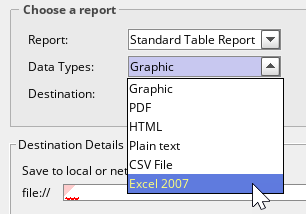 Choose a report
Report: Standard Table Report
Data Types: Graphic
Destination:
Graphic
PDF
HTML
Plain text
CSV File
Excel 2007
Destination Details
Save to local or net
file://